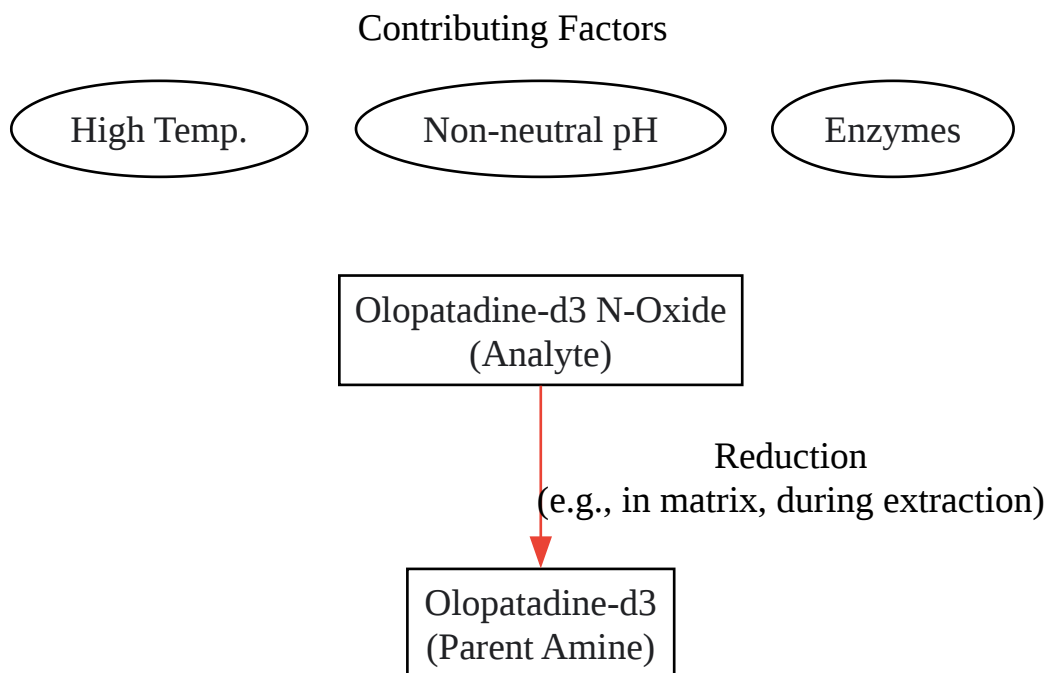 Contributing Factors
High Temp.
Non-neutral pH
Enzymes
Olopatadine-d3 N-Oxide
(Analyte)
Reduction
(e.g., in matrix, during extraction)
Olopatadine-d3
(Parent Amine)